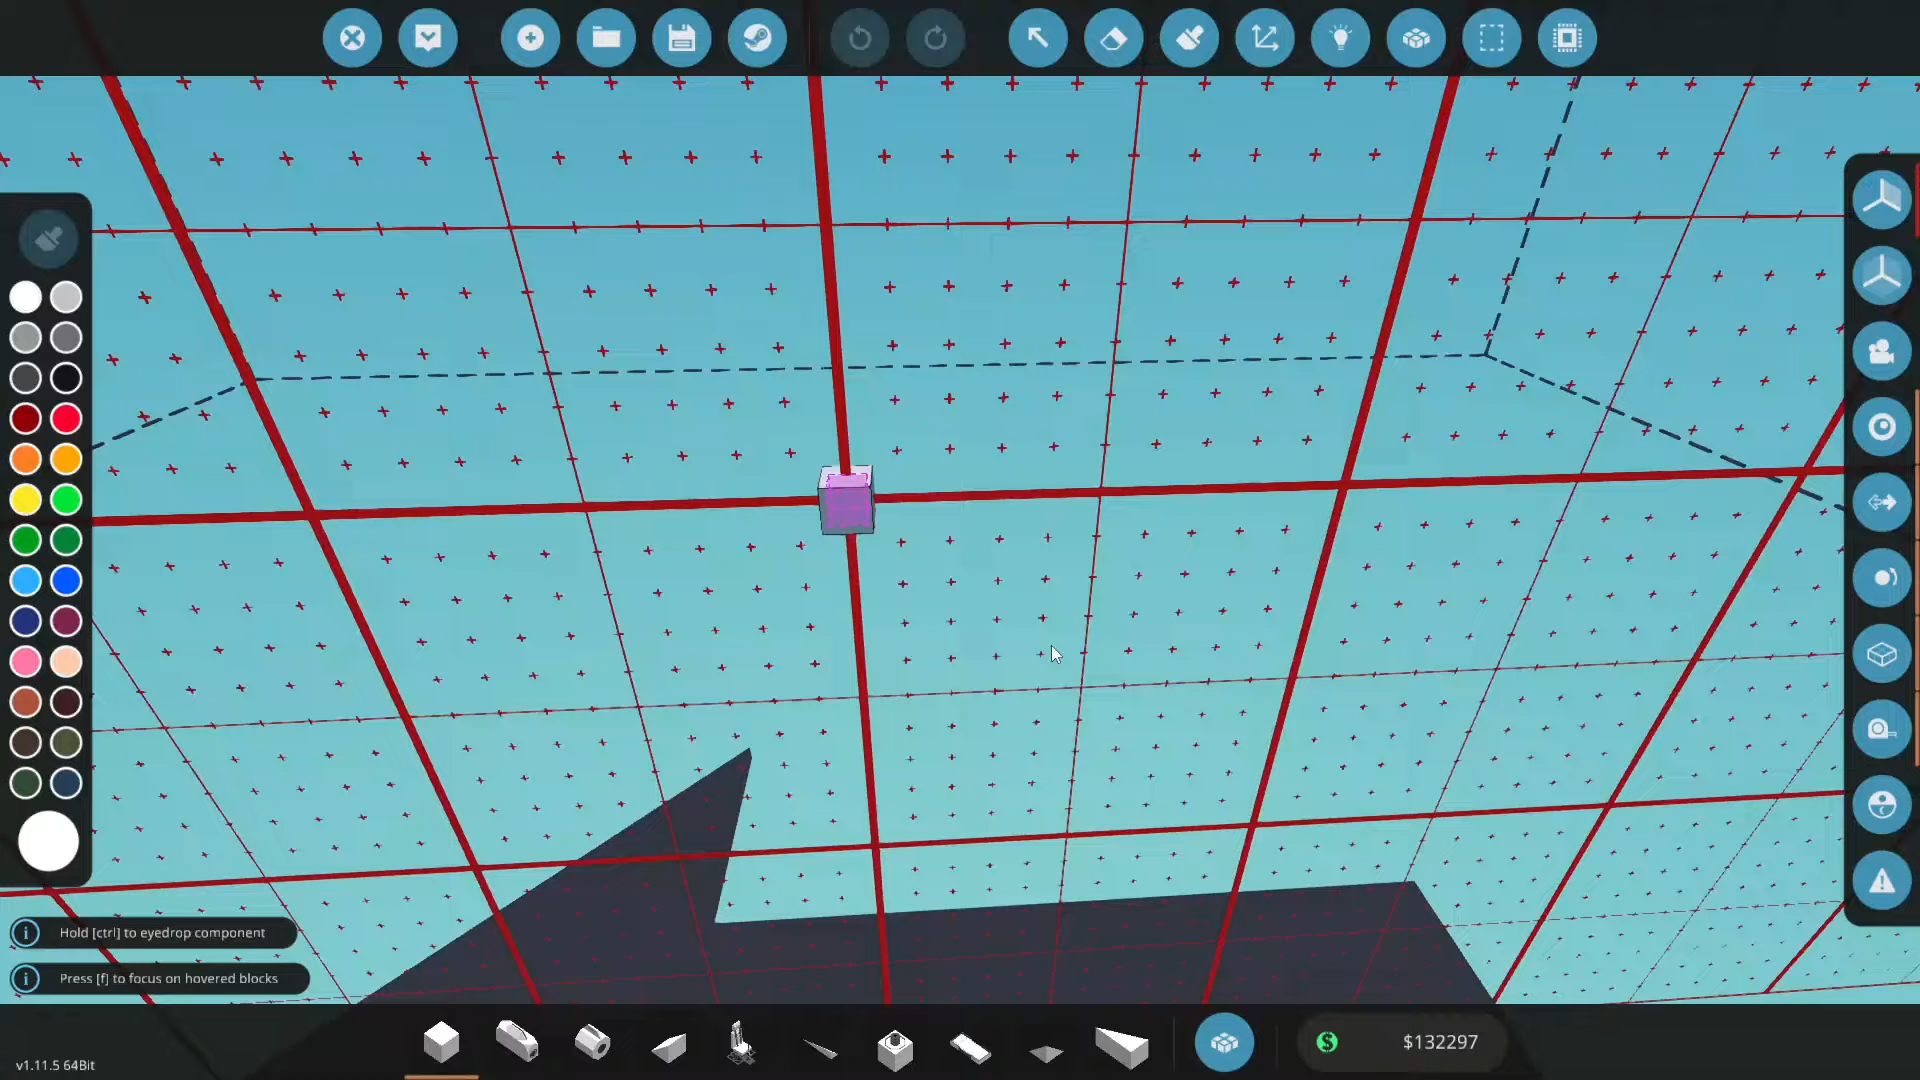 Hold [ctrl] to eyedrop component
Press [f] to focus on hovered blocks
v1.11.5 64Bit
$
$132297